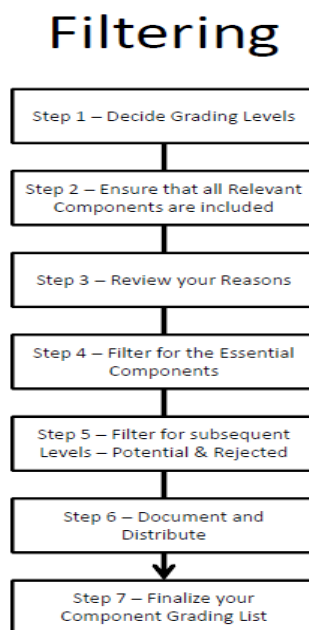 Filtering
Step 1 – Decide Grading Levels
Step 2 – Ensure that all Relevant
Components are included
Step 3 – Review your Reasons
Step 4 – Filter for the Essential
Components
Step 5 – Filter for subsequent
Levels – Potential & Rejected
Step 6 – Document and
Distribute
Step 7 – Finalize your
Component Grading List